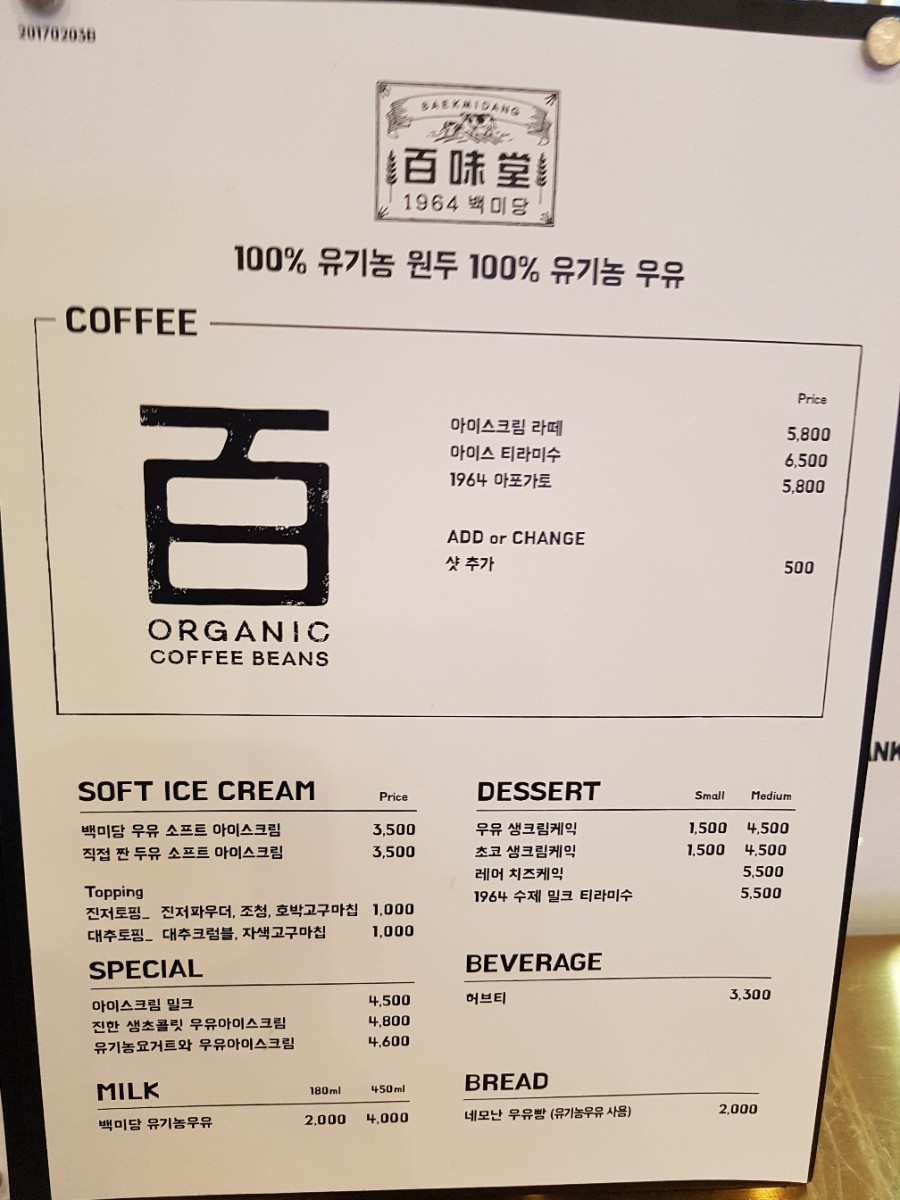 20170203B
BAEKMIDANG
百味堂
1964 백미당
100% 유기농 원두 100% 유기농 우유
COFFEE
百
ORGANIC
COFFEE BEANS
Price
아이스크림 라떼 5,800
아이스 티라미수 6,500
1964 아포가토 5,800
ADD or CHANGE
샷 추가 500
SOFT ICE CREAM Price
백미당 우유 소프트 아이스크림 3,500
직접 짠 두유 소프트 아이스크림 3,500
Topping
진저토핑_ 진저파우더, 조청, 호박고구마칩 1,000
대추토핑_ 대추크럼블, 자색고구마칩 1,000
SPECIAL
아이스크림 밀크 4,500
진한 생초콜릿 우유아이스크림 4,800
유기농요거트와 우유아이스크림 4,600
MILK 180ml 450ml
백미당 유기농우유 2,000 4,000
DESSERT Small Medium
우유 생크림케익 1,500 4,500
초코 생크림케익 1,500 4,500
레어 치즈케익 5,500
1964 수제 밀크 티라미수 5,500
BEVERAGE
허브티 3,300
BREAD
네모난 우유빵 (유기농우유 사용) 2,000